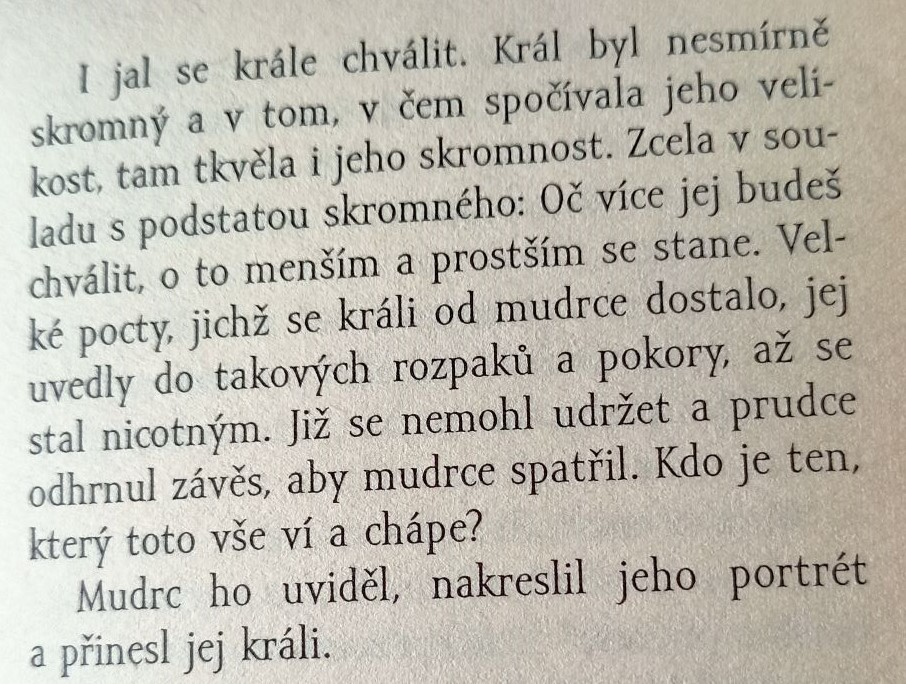 I jal se krále chválit. Král byl nesmírně
skromný a v tom, v čem spočívala jeho veli-
kost, tam tkvěla i jeho skromnost. Zcela v sou-
ladu s podstatou skromného: Oč více jej budeš
chválit, o to menším a prostším se stane. Vel-
ké pocty, jichž se králi od mudrce dostalo, jej
uvedly do takových rozpaků a pokory, až se
stal nicotným. Již se nemohl udržet a prudce
odhrnul závěs, aby mudrce spatřil. Kdo je ten,
který toto vše ví a chápe?
Mudrc ho uviděl, nakreslil jeho portrét
a přinesl jej králi.